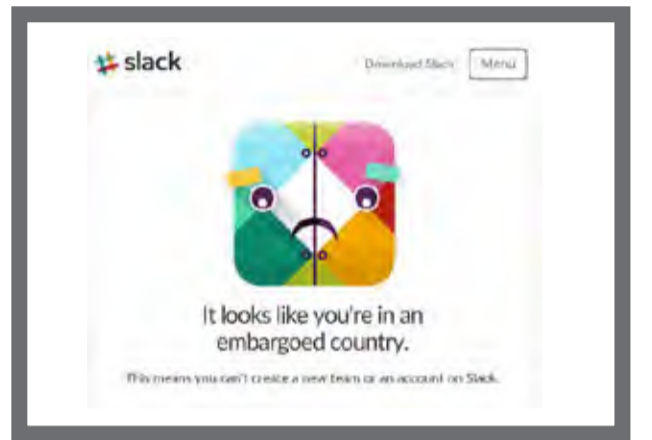 slack
Download Slack
Menu
It looks like you're in an
embargoed country.
This means you can't create a new team or an account on Slack.